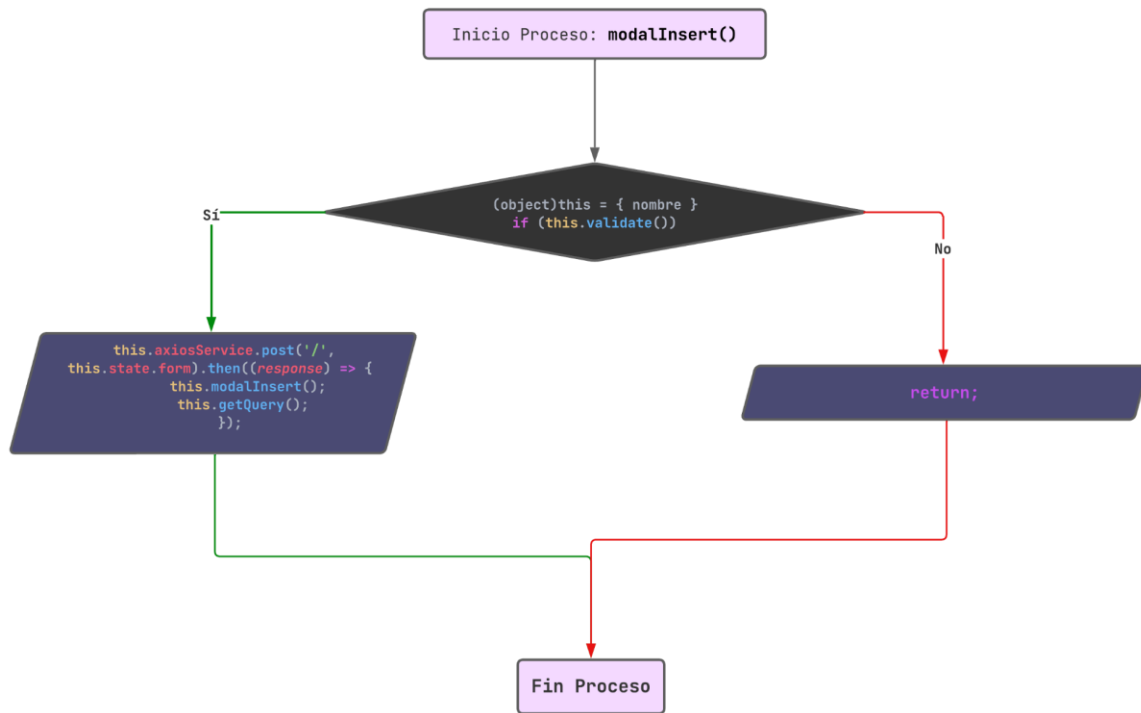 Inicio Proceso: modalInsert()
(object)this = { nombre }
if (this.validate())
Sí
No
this.axiosService.post('/',
this.state.form).then((response) => {
this.modalInsert();
this.getQuery();
});
return;
Fin Proceso